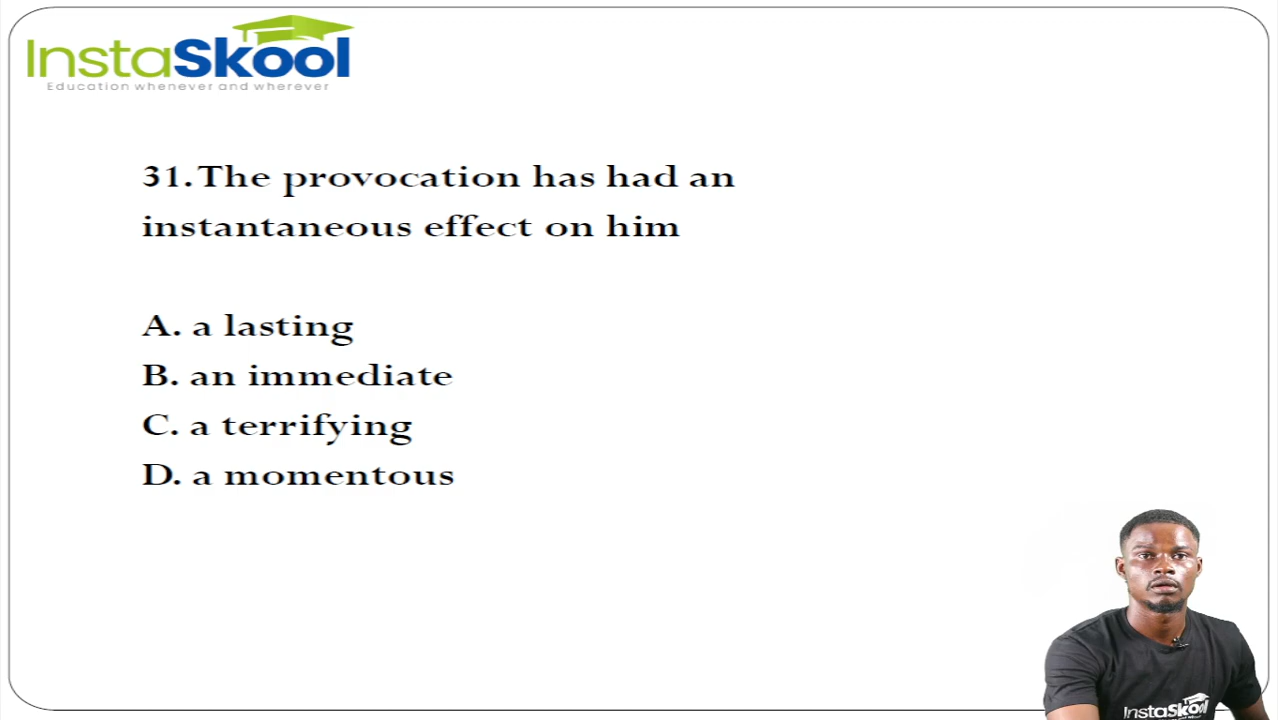 InstaSkool
Education whenever and wherever
31. The provocation has had an
instantaneous effect on him
A. a lasting
B. an immediate
C. a terrifying
D. a momentous
InstaSkool